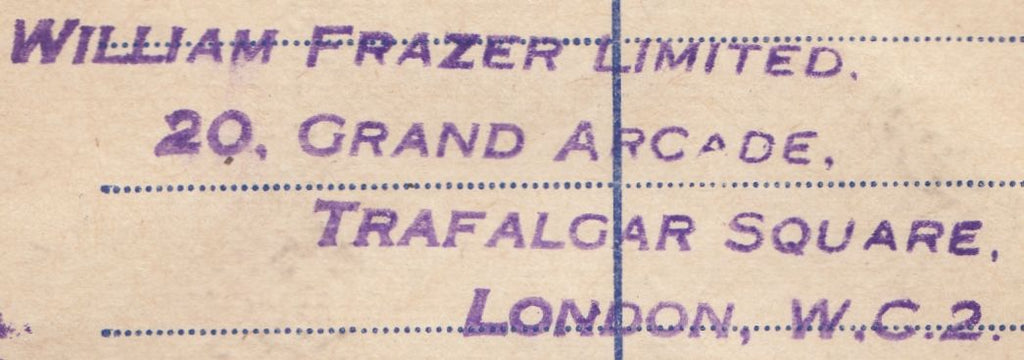 WILLIAM FRAZER LIMITED.
20, GRAND ARCADE,
TRAFALGAR SQUARE,
LONDON, W.C.2.